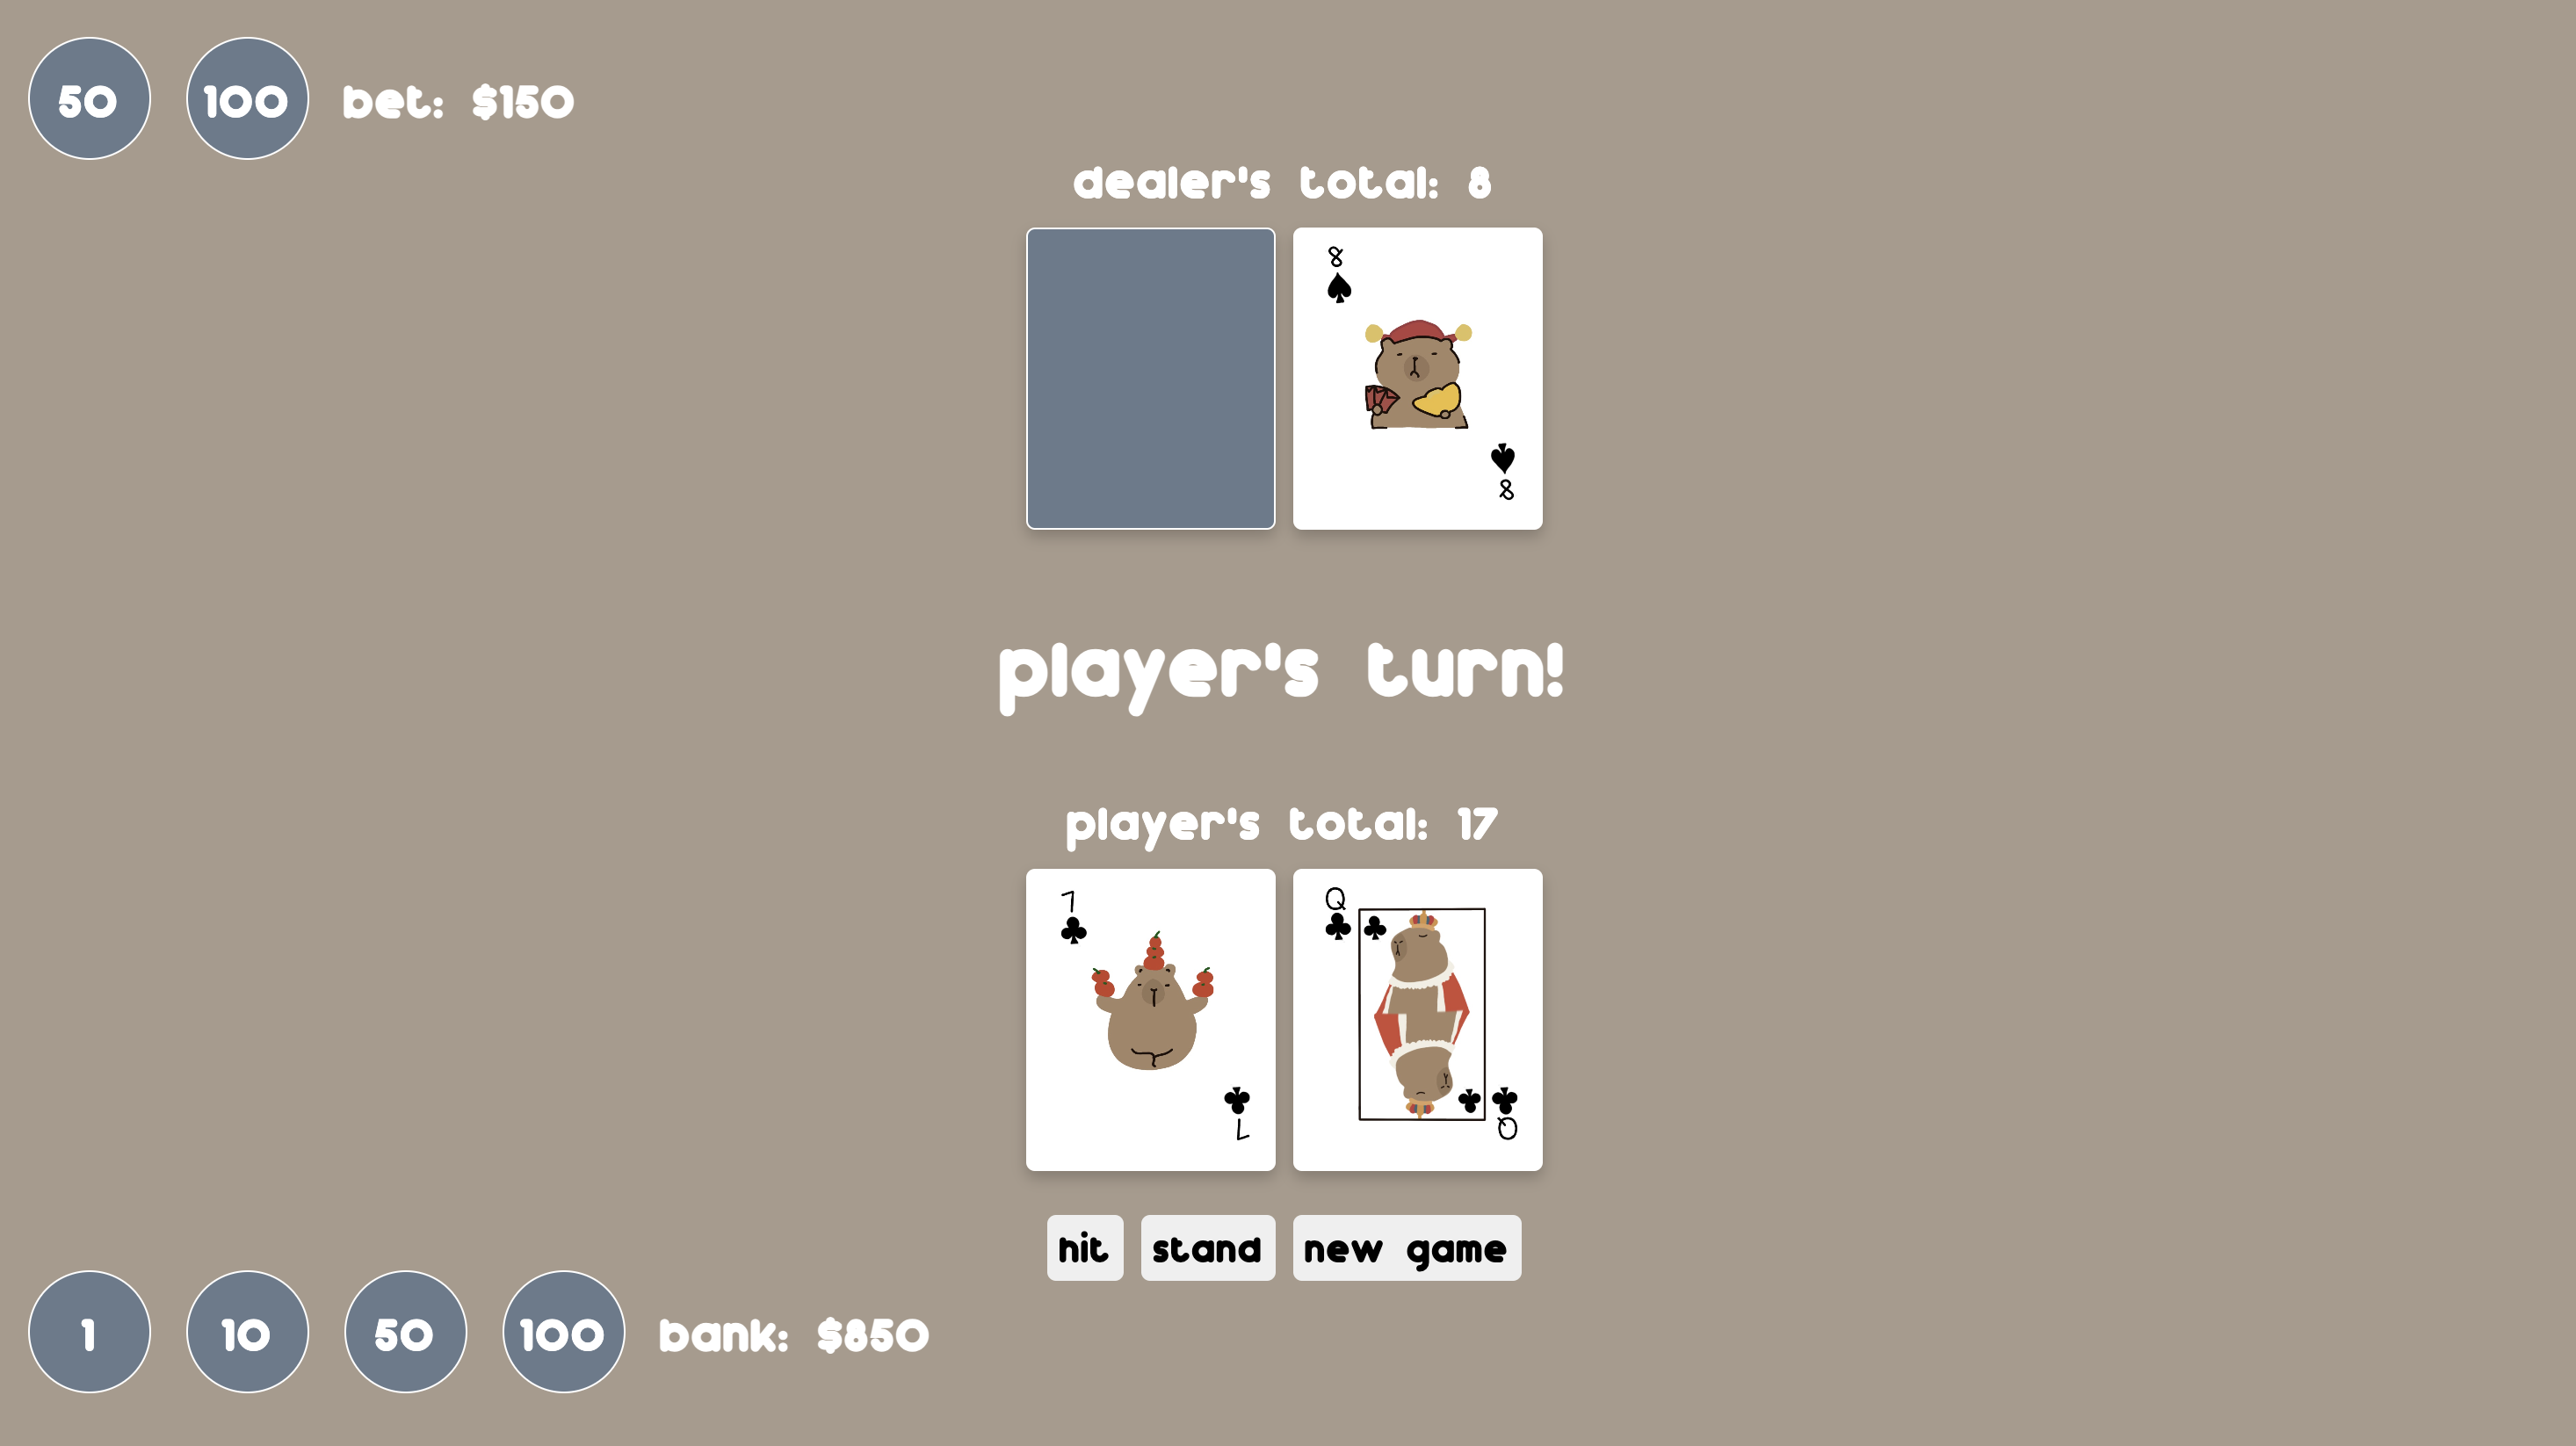 50 100 bet: $150
dealer's total: 8
8
8
player's turn!
player's total: 17
7 Q
7 Q
hit stand new game
1 10 50 100 bank: $850